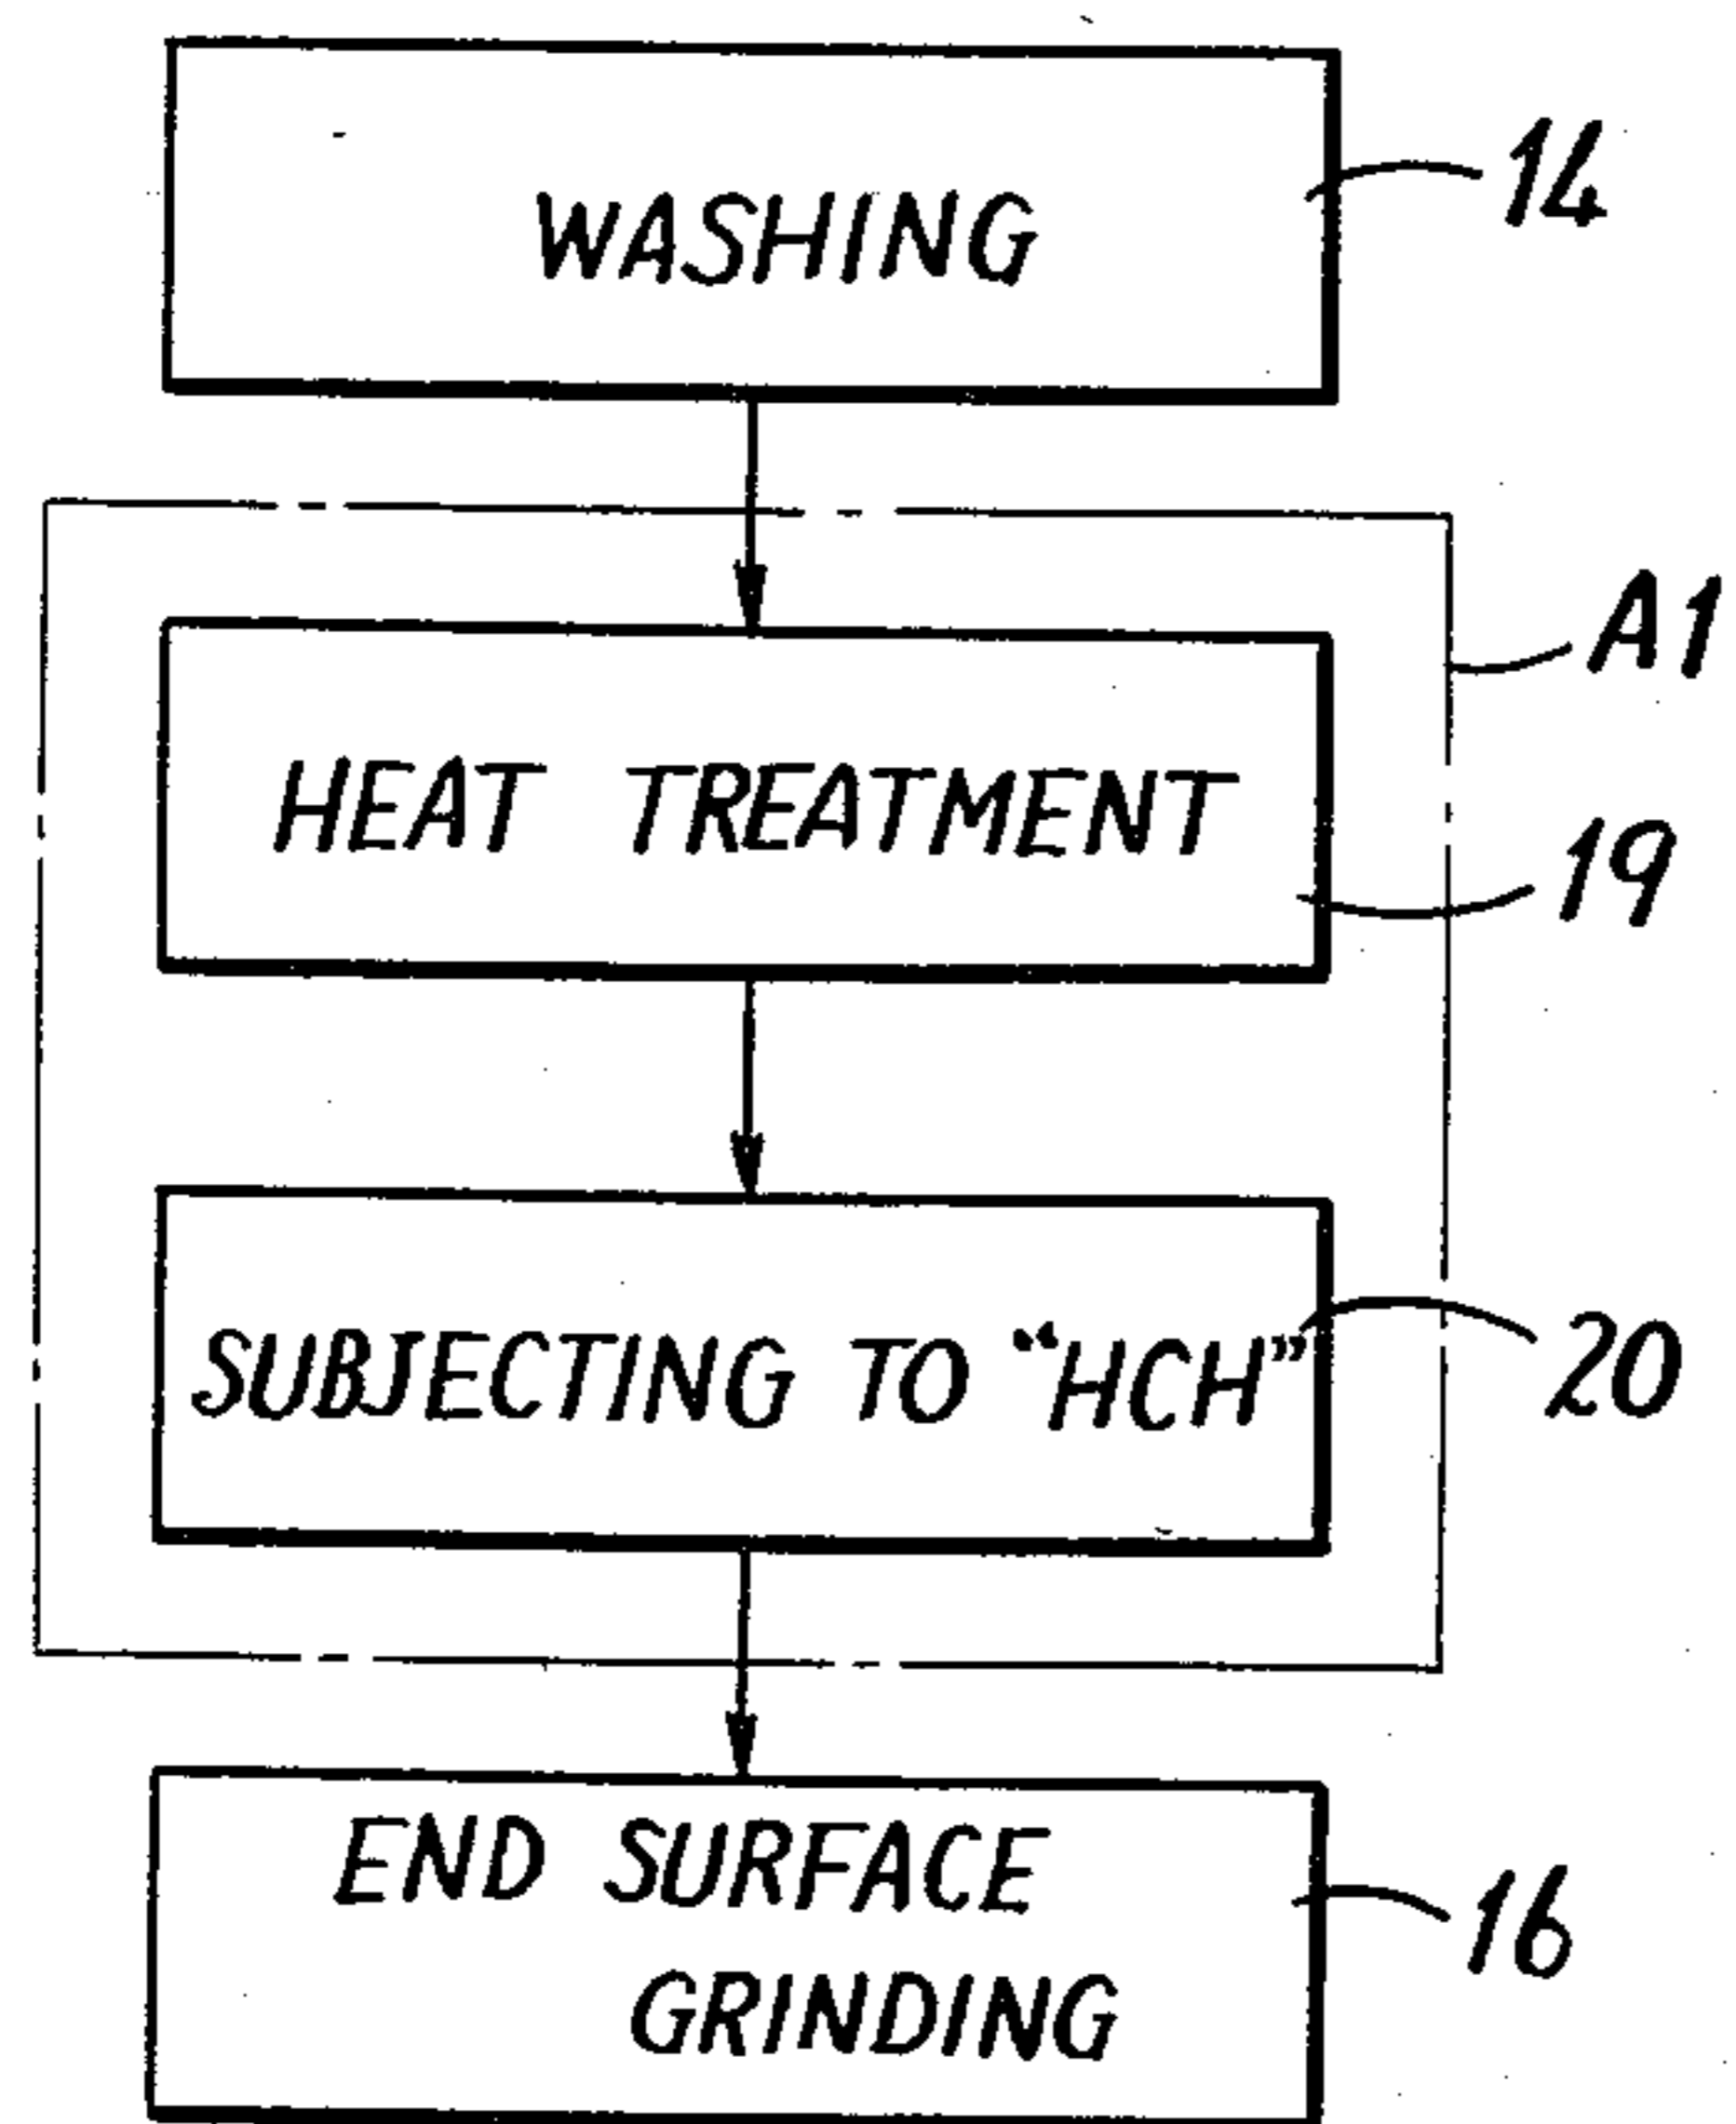 WASHING
14
A1
HEAT TREATMENT
19
SUBJECTING TO “HCH”
20
END SURFACE
GRINDING
16